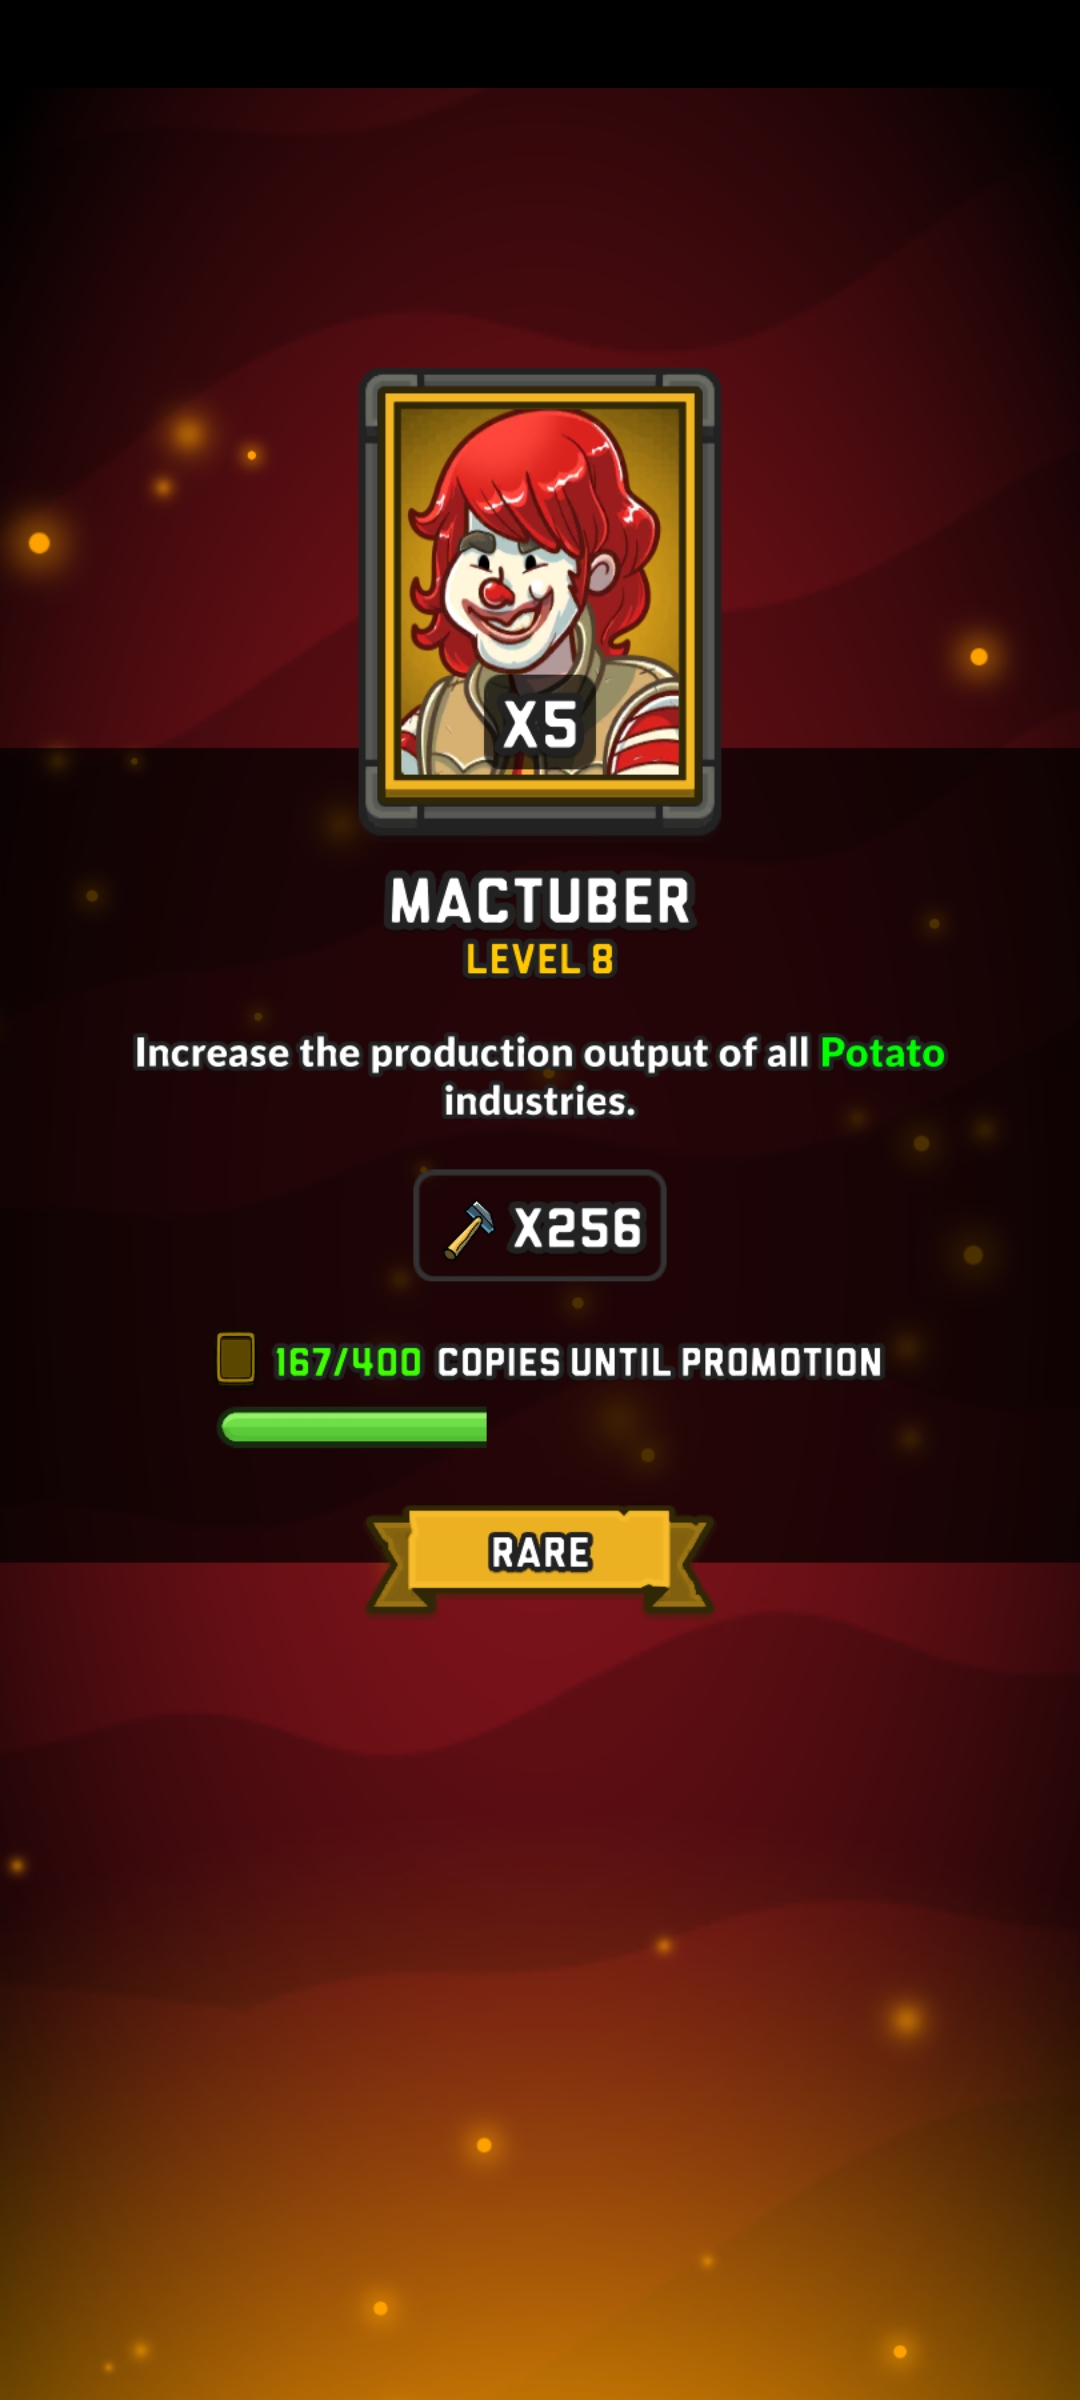 X5
MACTUBER
LEVEL 8
Increase the production output of all Potato
industries.
X256
167/400 COPIES UNTIL PROMOTION
RARE